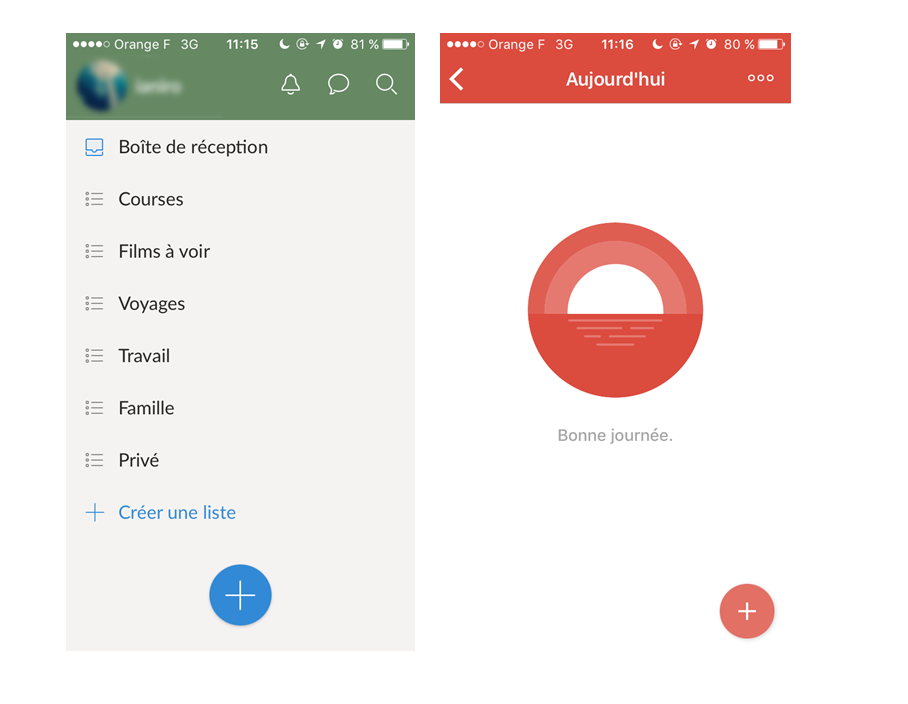 Orange F 3G 11:15 81 %
Boîte de réception
Courses
Films à voir
Voyages
Travail
Famille
Privé
Créer une liste
Orange F 3G 11:16 80 %
Aujourd'hui
Bonne journée.